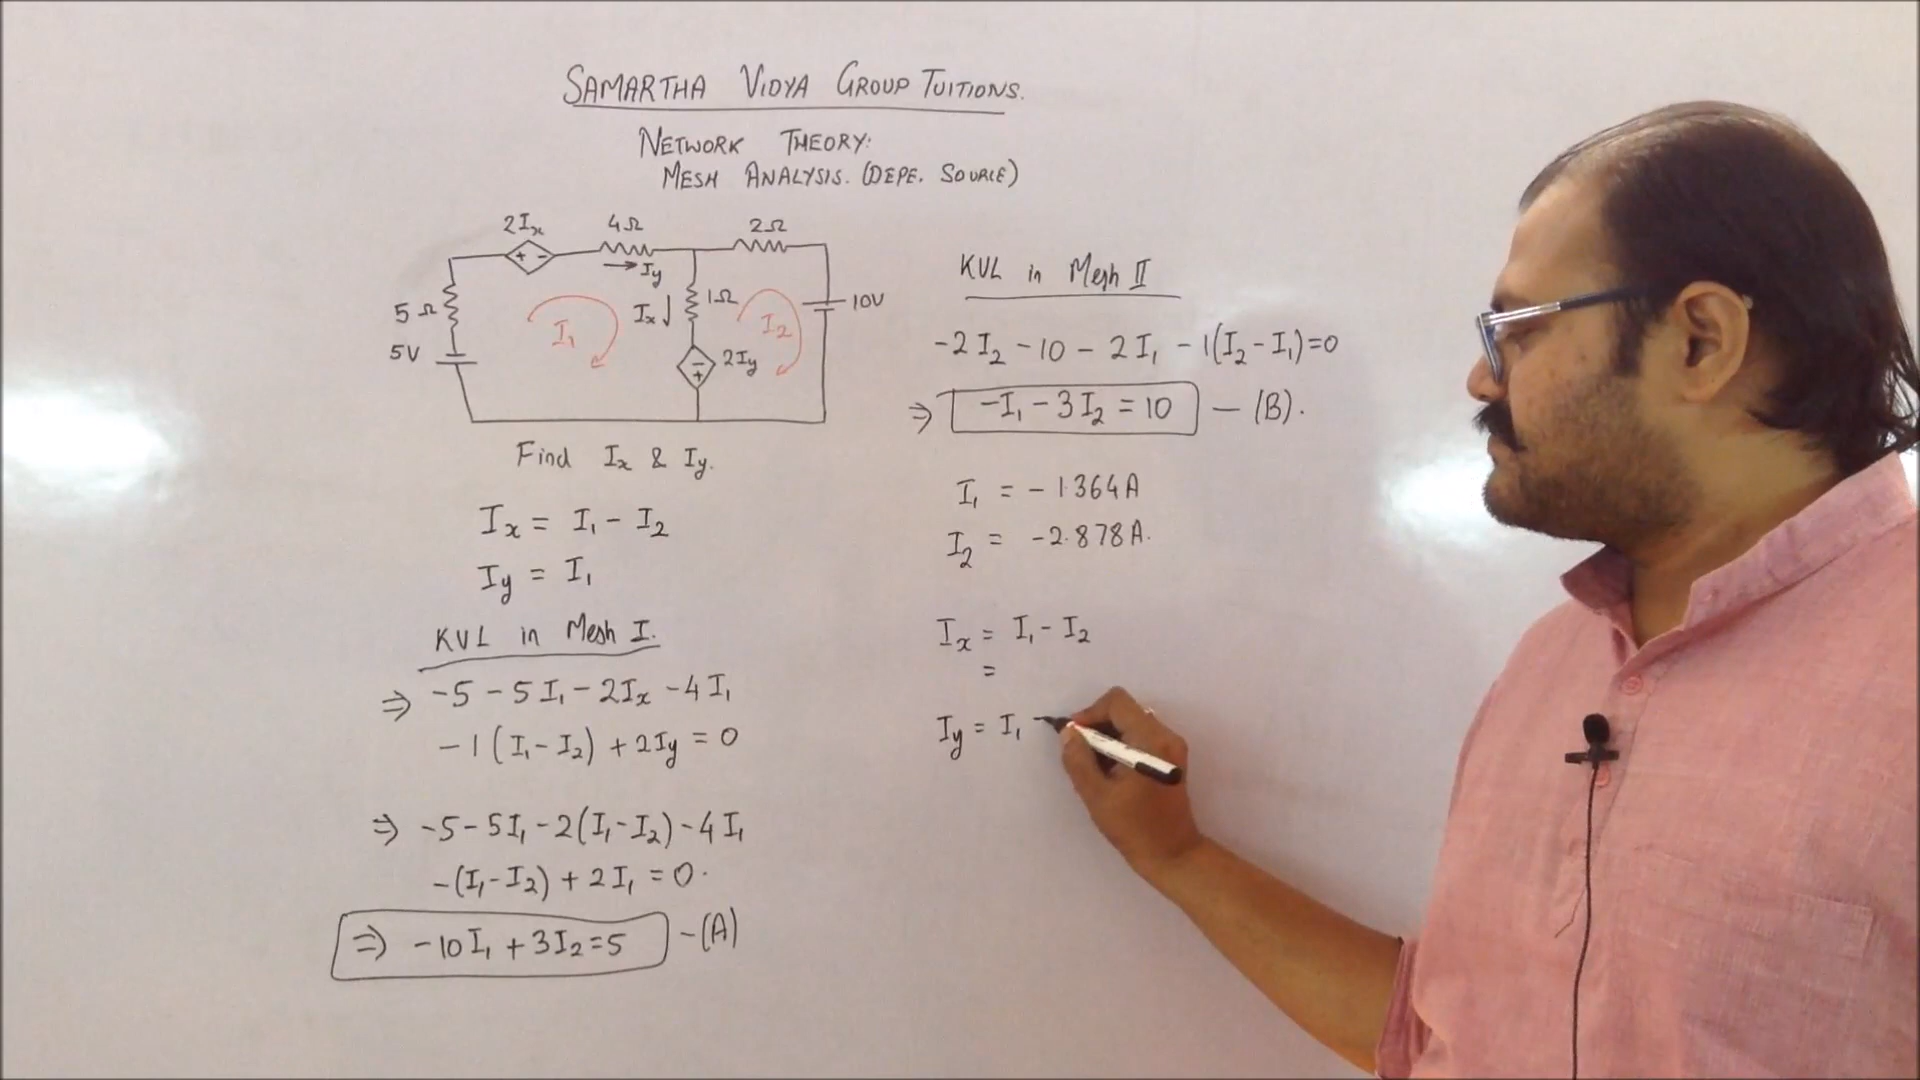 SAMARTHA VIDYA GROUP TUITIONS.
NETWORK THEORY:
MESH ANALYSIS. (DEPE. SOURCE)
2Ix 4Ω 2Ω
+ -
Iy
5Ω
Ix 1Ω
10V
I₁ I₂
5V
- + 2Iy
Find Ix & Iy.
Ix = I₁ - I₂
Iy = I₁
KVL in Mesh I.
⇒ -5 - 5I₁ - 2Ix - 4I₁
-1(I₁ - I₂) + 2Iy = 0
⇒ -5 - 5I₁ - 2(I₁ - I₂) - 4I₁
-(I₁ - I₂) + 2I₁ = 0.
⇒ -10I₁ + 3I₂ = 5 -(A)
KVL in Mesh II
-2I₂ - 10 - 2I₁ - 1(I₂ - I₁) = 0
⇒ -I₁ - 3I₂ = 10 - (B).
I₁ = -1.364A
I₂ = -2.878A.
Ix = I₁ - I₂
=
Iy = I₁ -